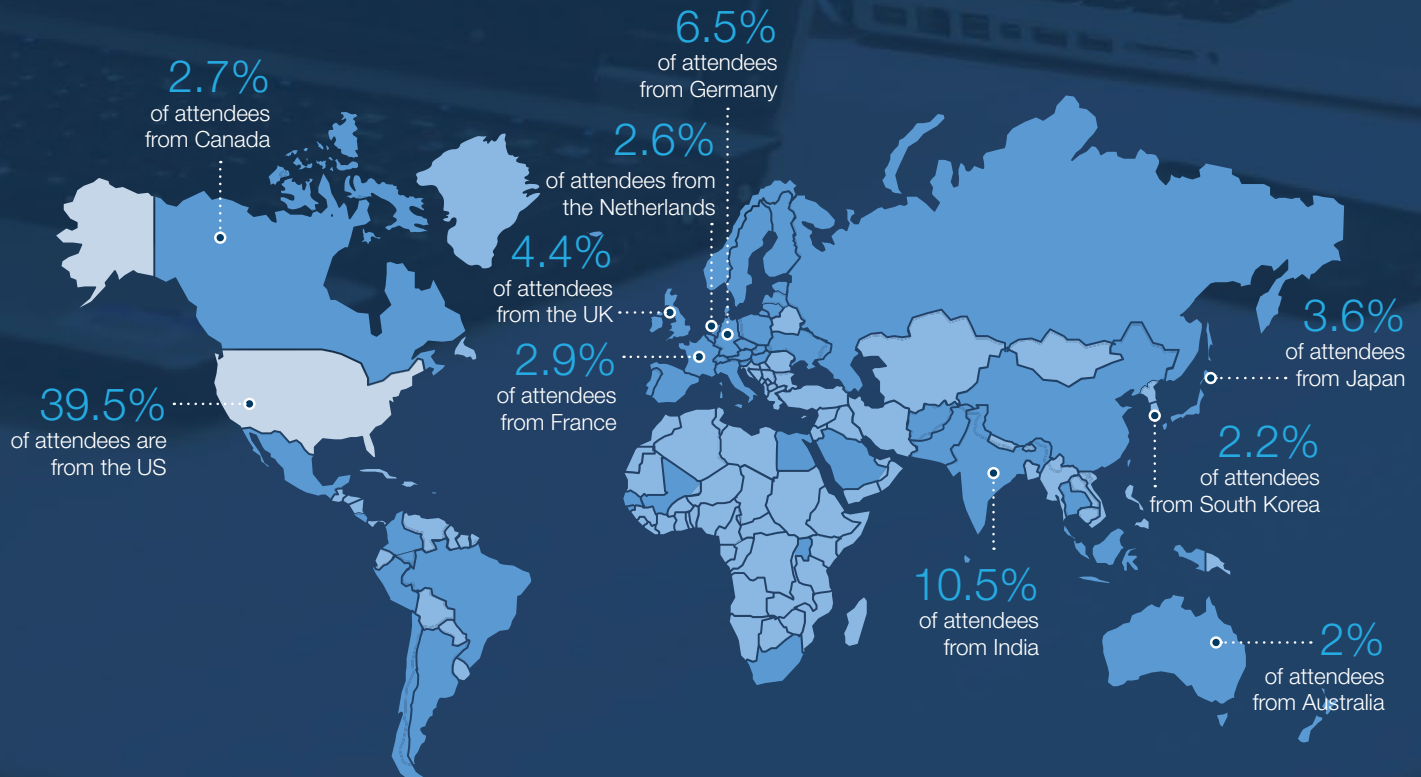 6.5%
of attendees
from Germany
2.7%
of attendees
from Canada
2.6%
of attendees from
the Netherlands
4.4%
of attendees
from the UK
2.9%
of attendees
from France
3.6%
of attendees
from Japan
39.5%
of attendees are
from the US
2.2%
of attendees
from South Korea
10.5%
of attendees
from India
2%
of attendees
from Australia